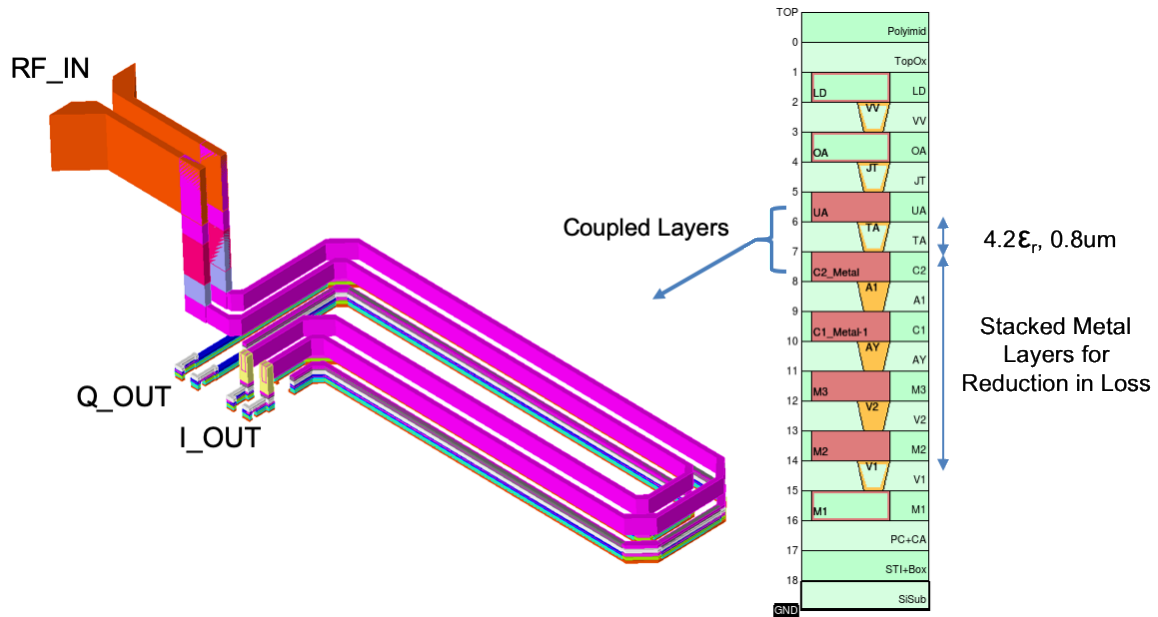 RF_IN
Q_OUT
I_OUT
Coupled Layers
TOP
Polyimid
0
TopOx
1
LD LD
2
VV VV
3
OA OA
4
JT JT
5
UA UA
6
TA TA
7
C2_Metal C2
8
A1 A1
9
C1_Metal-1 C1
10
AY AY
11
M3 M3
12
V2 V2
13
M2 M2
14
V1 V1
15
M1 M1
16
PC+CA
17
STI+Box
18
SiSub
GND
4.2Ɛr, 0.8um
Stacked Metal
Layers for
Reduction in Loss